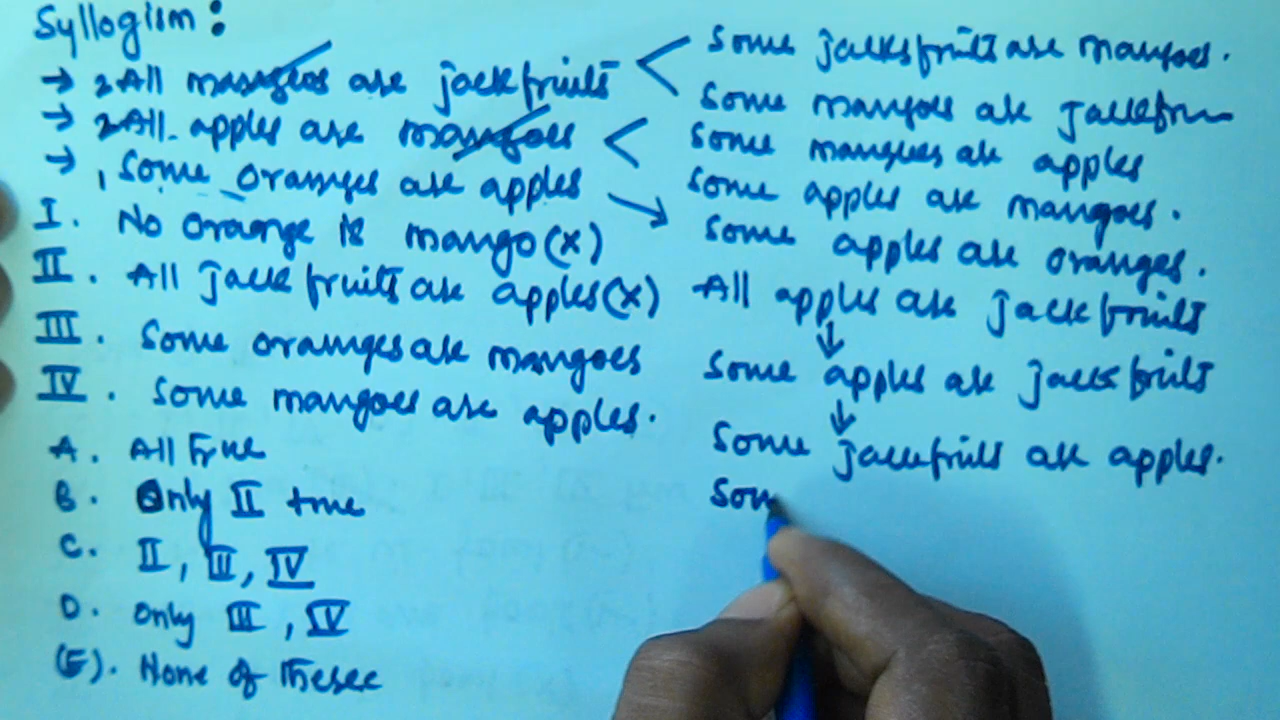 Syllogism:
→ 2 All mangoes are jackfruits
→ 2 All apples are mangoes
→ 1, Some oranges are apples
I. No orange is mango (x)
II. All jackfruits are apples (x)
III. Some oranges are mangoes
IV. Some mangoes are apples.
A. All true
B. Only II true
C. II, III, IV
D. Only III, IV
(E). None of these
Some jackfruits are mangoes.
Some mangoes are jackfru
Some mangoes are apples
Some apples are mangoes.
Some apples are oranges.
All apples are jackfruits
↓
Some apples are jackfruits
↓
Some jackfruits are apples.
Som